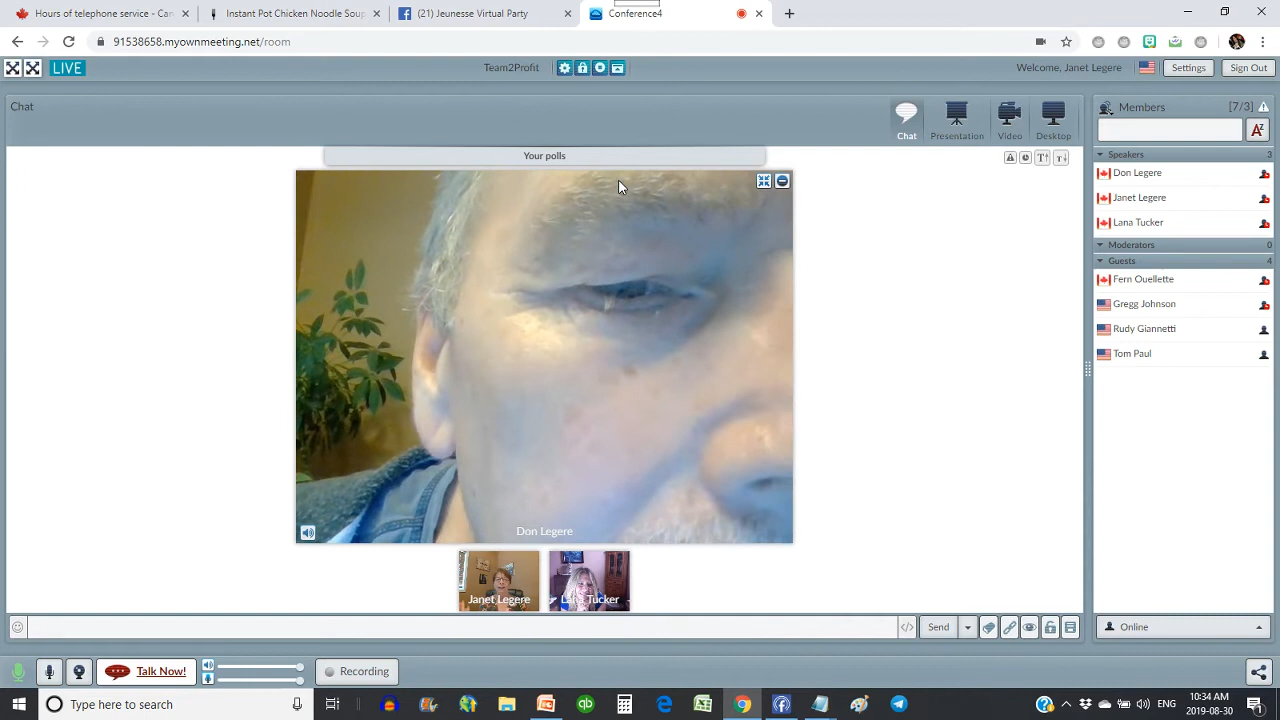 Hours of telephone service - Can
Instant Pot Chicken Noodle Soup
(21) Jeunesse Virtual Party
Conference4
91538658.myownmeeting.net/room
LIVE
Team2Profit
Welcome, Janet Legere
Settings
Sign Out
Chat
Chat
Presentation
Video
Desktop
Members
[7/3]
Your polls
Speakers 3
Don Legere
Janet Legere
Lana Tucker
Moderators 0
Guests 4
Fern Ouellette
Gregg Johnson
Rudy Giannetti
Tom Paul
Don Legere
Janet Legere
Lana Tucker
Send
Online
Talk Now!
Recording
Type here to search
ENG
10:34 AM
2019-08-30